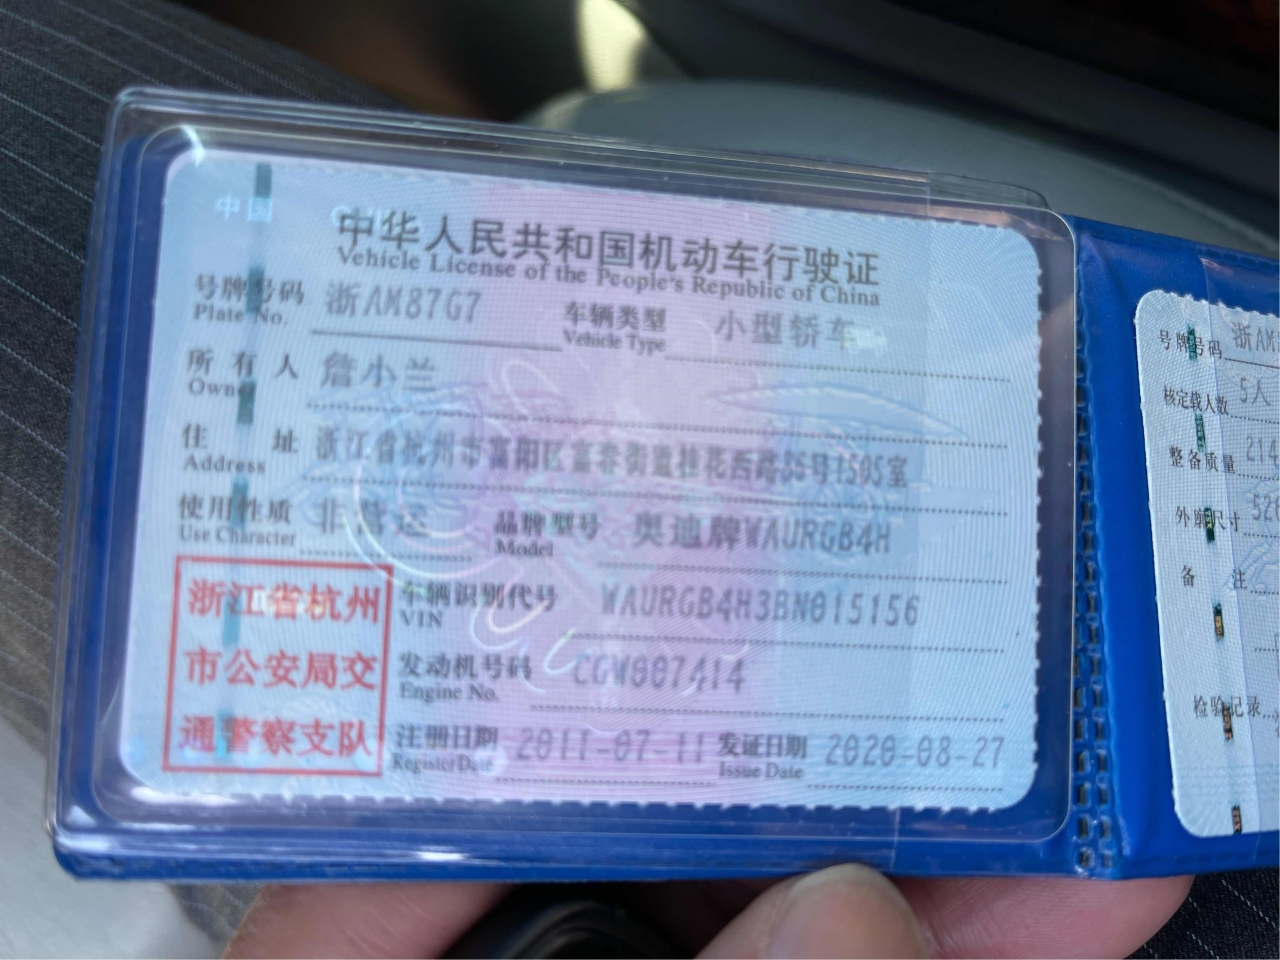 中国
中华人民共和国机动车行驶证
Vehicle License of the People's Republic of China
号牌号码 浙AM87G7 车辆类型 小型轿车
Plate No. Vehicle Type
所有人 詹小兰
Owner
住址 浙江省杭州市富阳区富春街道桂花西路35号1505室
Address
使用性质 非营运 品牌型号 奥迪牌WAURGB4H
Use Character Model
浙江省杭州
市公安局交
通警察支队
车辆识别代号 WAURGB4H3BN015156
VIN
发动机号码 CGW007414
Engine No.
注册日期 2011-07-11 发证日期 2020-08-27
Register Date Issue Date
号牌号码 浙AM
核定载人数 5人
整备质量 214
外廓尺寸 52
备注
检验记录